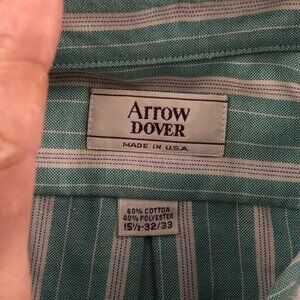 Arrow
DOVER
MADE IN U.S.A.
60% COTTON
40% POLYESTER
15½-32/33